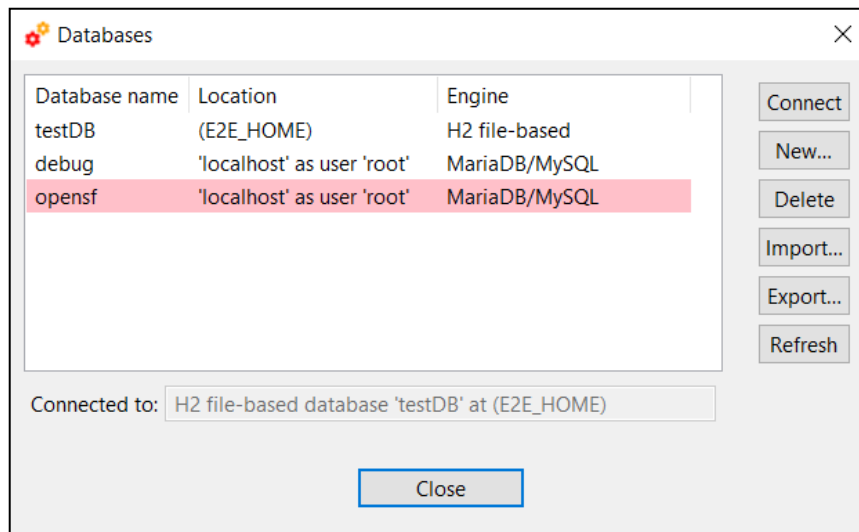 Databases
Database name Location Engine
testDB (E2E_HOME) H2 file-based
debug 'localhost' as user 'root' MariaDB/MySQL
opensf 'localhost' as user 'root' MariaDB/MySQL
Connect
New...
Delete
Import...
Export...
Refresh
Connected to: H2 file-based database 'testDB' at (E2E_HOME)
Close